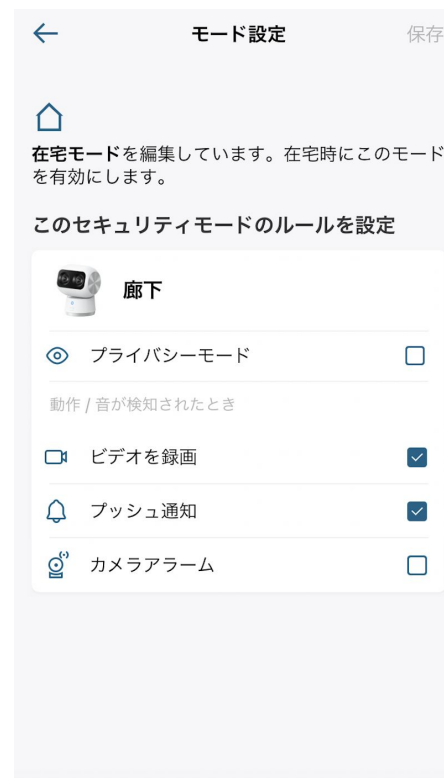 モード設定
保存
在宅モードを編集しています。在宅時にこのモード
を有効にします。
このセキュリティモードのルールを設定
廊下
プライバシーモード
動作 / 音が検知されたとき
ビデオを録画
プッシュ通知
カメラアラーム